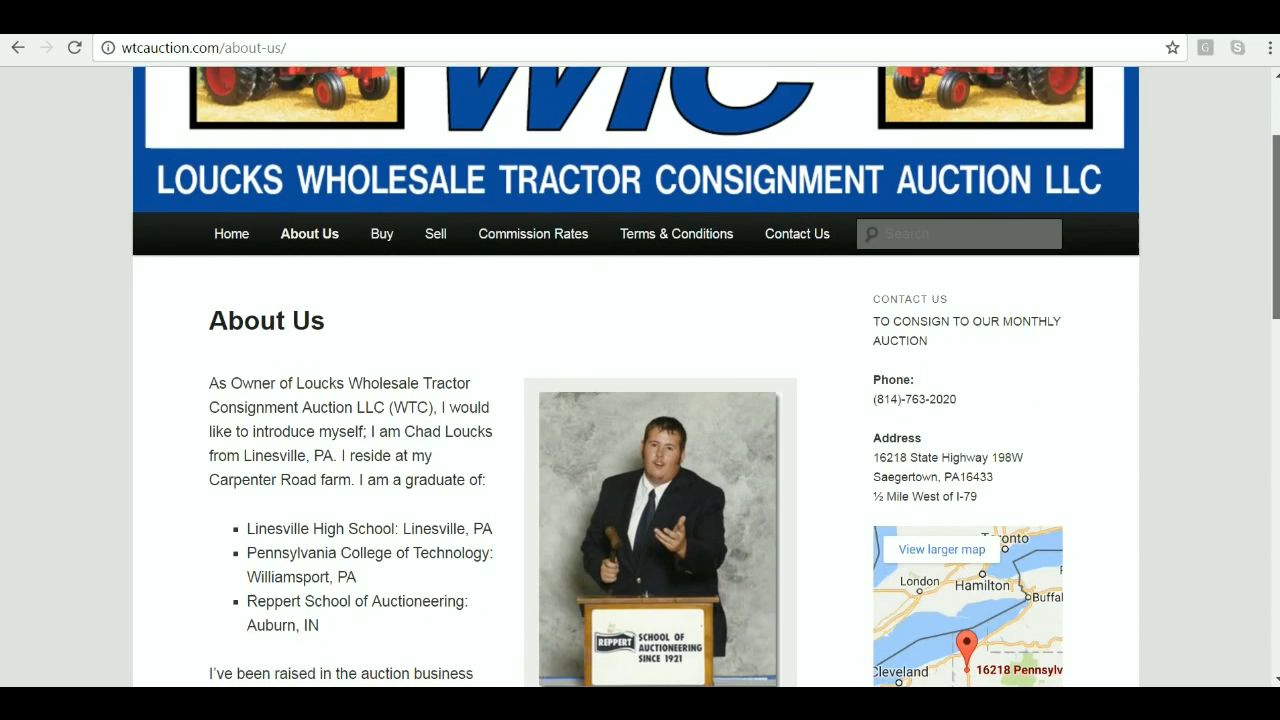 wtcauction.com/about-us/
WTC
LOUCKS WHOLESALE TRACTOR CONSIGNMENT AUCTION LLC
Home About Us Buy Sell Commission Rates Terms & Conditions Contact Us Search
About Us
As Owner of Loucks Wholesale Tractor
Consignment Auction LLC (WTC), I would
like to introduce myself; I am Chad Loucks
from Linesville, PA. I reside at my
Carpenter Road farm. I am a graduate of:
Linesville High School: Linesville, PA
Pennsylvania College of Technology:
Williamsport, PA
Reppert School of Auctioneering:
Auburn, IN
I've been raised in the auction business
REPPERT
SCHOOL OF
AUCTIONEERING
SINCE 1921
CONTACT US
TO CONSIGN TO OUR MONTHLY
AUCTION
Phone:
(814)-763-2020
Address
16218 State Highway 198W
Saegertown, PA16433
½ Mile West of I-79
View larger map
Toronto
London
Hamilton
Buffal
Cleveland
16218 Pennsylv